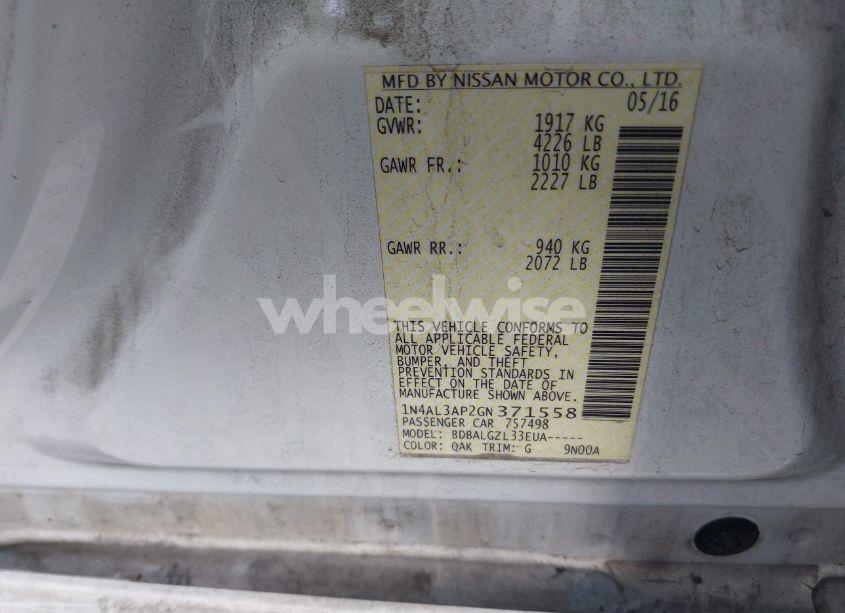 MFD BY NISSAN MOTOR CO., LTD.
DATE: 05/16
GVWR: 1917 KG
4226 LB
GAWR FR.: 1010 KG
2227 LB
GAWR RR.: 940 KG
2072 LB
wheelwise
THIS VEHICLE CONFORMS TO
ALL APPLICABLE FEDERAL
MOTOR VEHICLE SAFETY,
BUMPER, AND THEFT
PREVENTION STANDARDS IN
EFFECT ON THE DATE OF
MANUFACTURE SHOWN ABOVE.
1N4AL3AP2GN371558
PASSENGER CAR 757498
MODEL: BDBALGZL33EUA-----
COLOR: QAK TRIM: G 9N00A